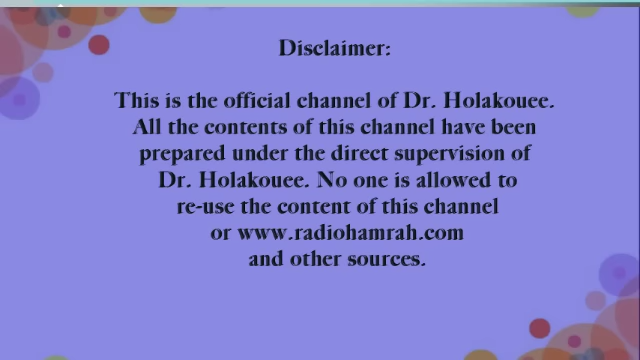 Disclaimer:
This is the official channel of Dr. Holakouee.
All the contents of this channel have been
prepared under the direct supervision of
Dr. Holakouee. No one is allowed to
re-use the content of this channel
or www.radiohamrah.com
and other sources.